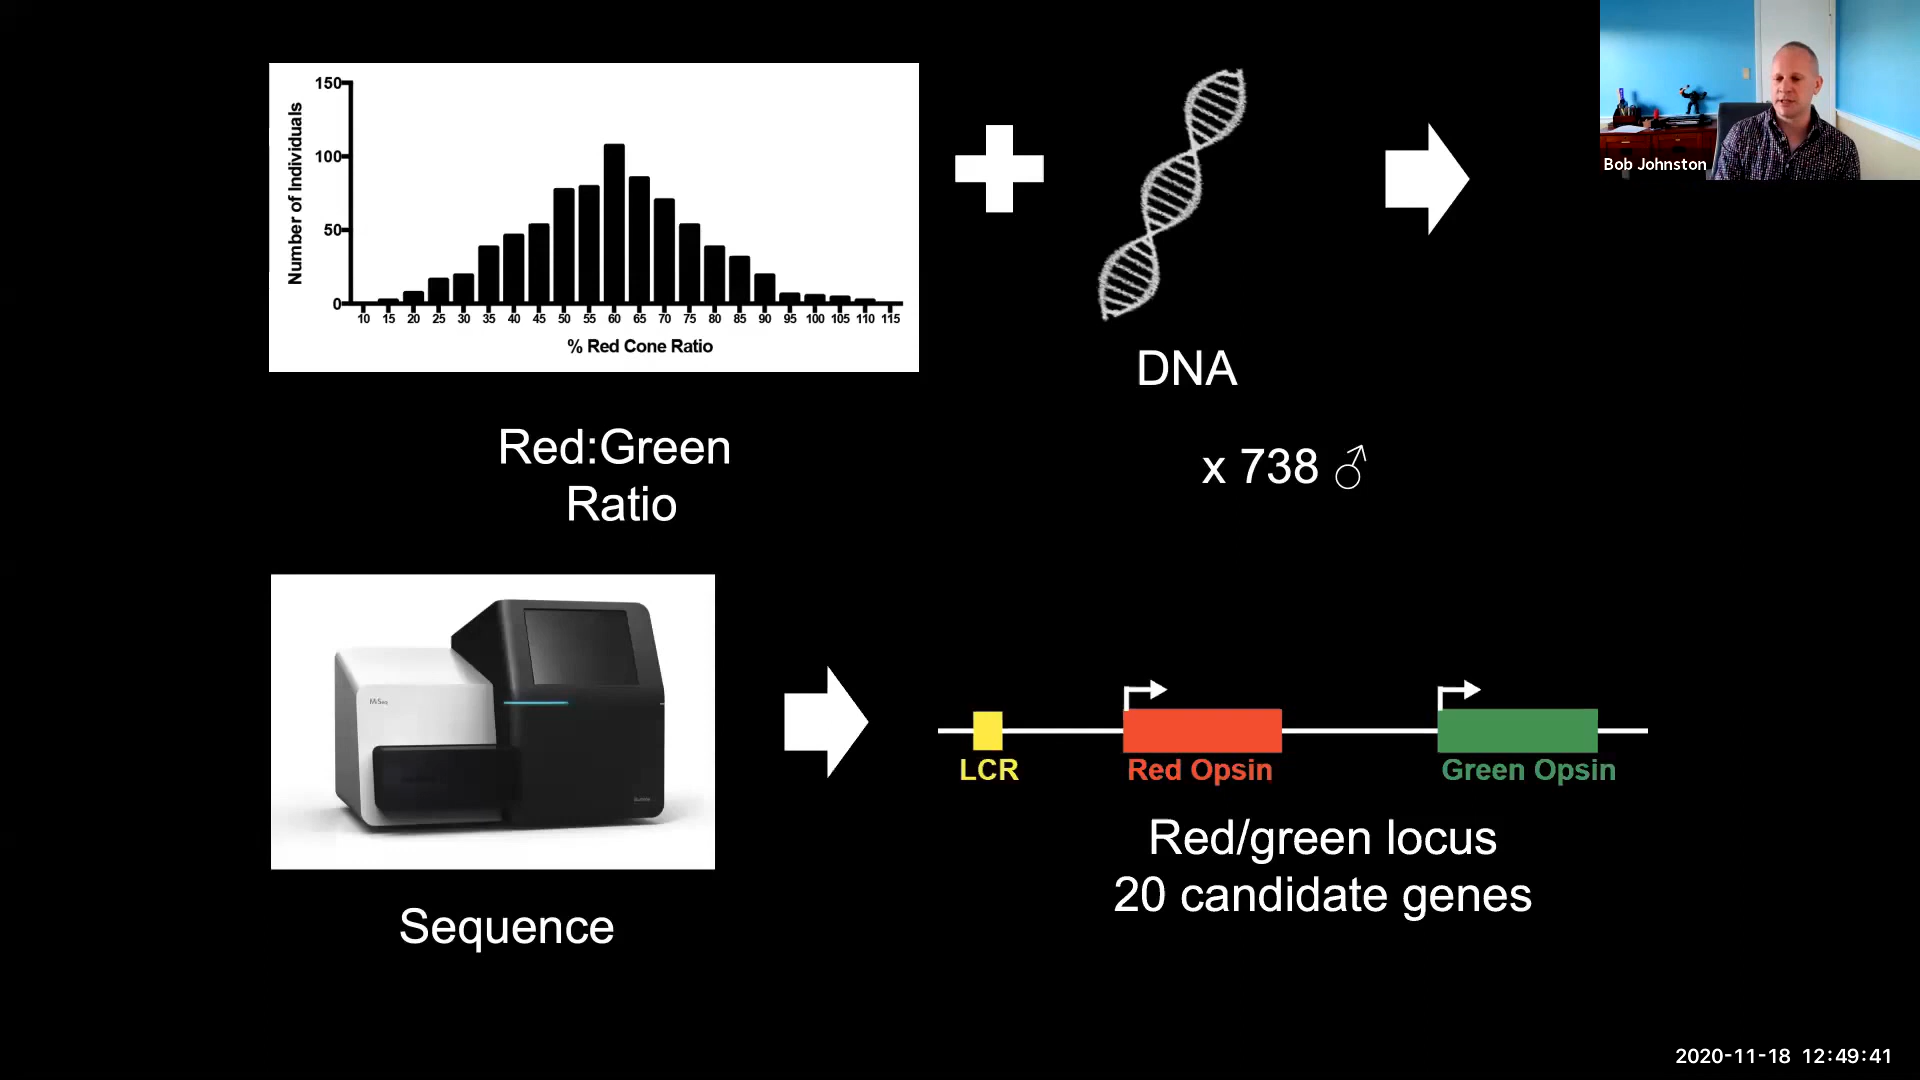 150
100
50
0
Number of Individuals
10 15 20 25 30 35 40 45 50 55 60 65 70 75 80 85 90 95 100 105 110 115
% Red Cone Ratio
Bob Johnston
DNA
Red:Green
Ratio
x 738 ♂
MiSeq
LCR
Red Opsin
Green Opsin
Red/green locus
20 candidate genes
Sequence
2020-11-18 12:49:41